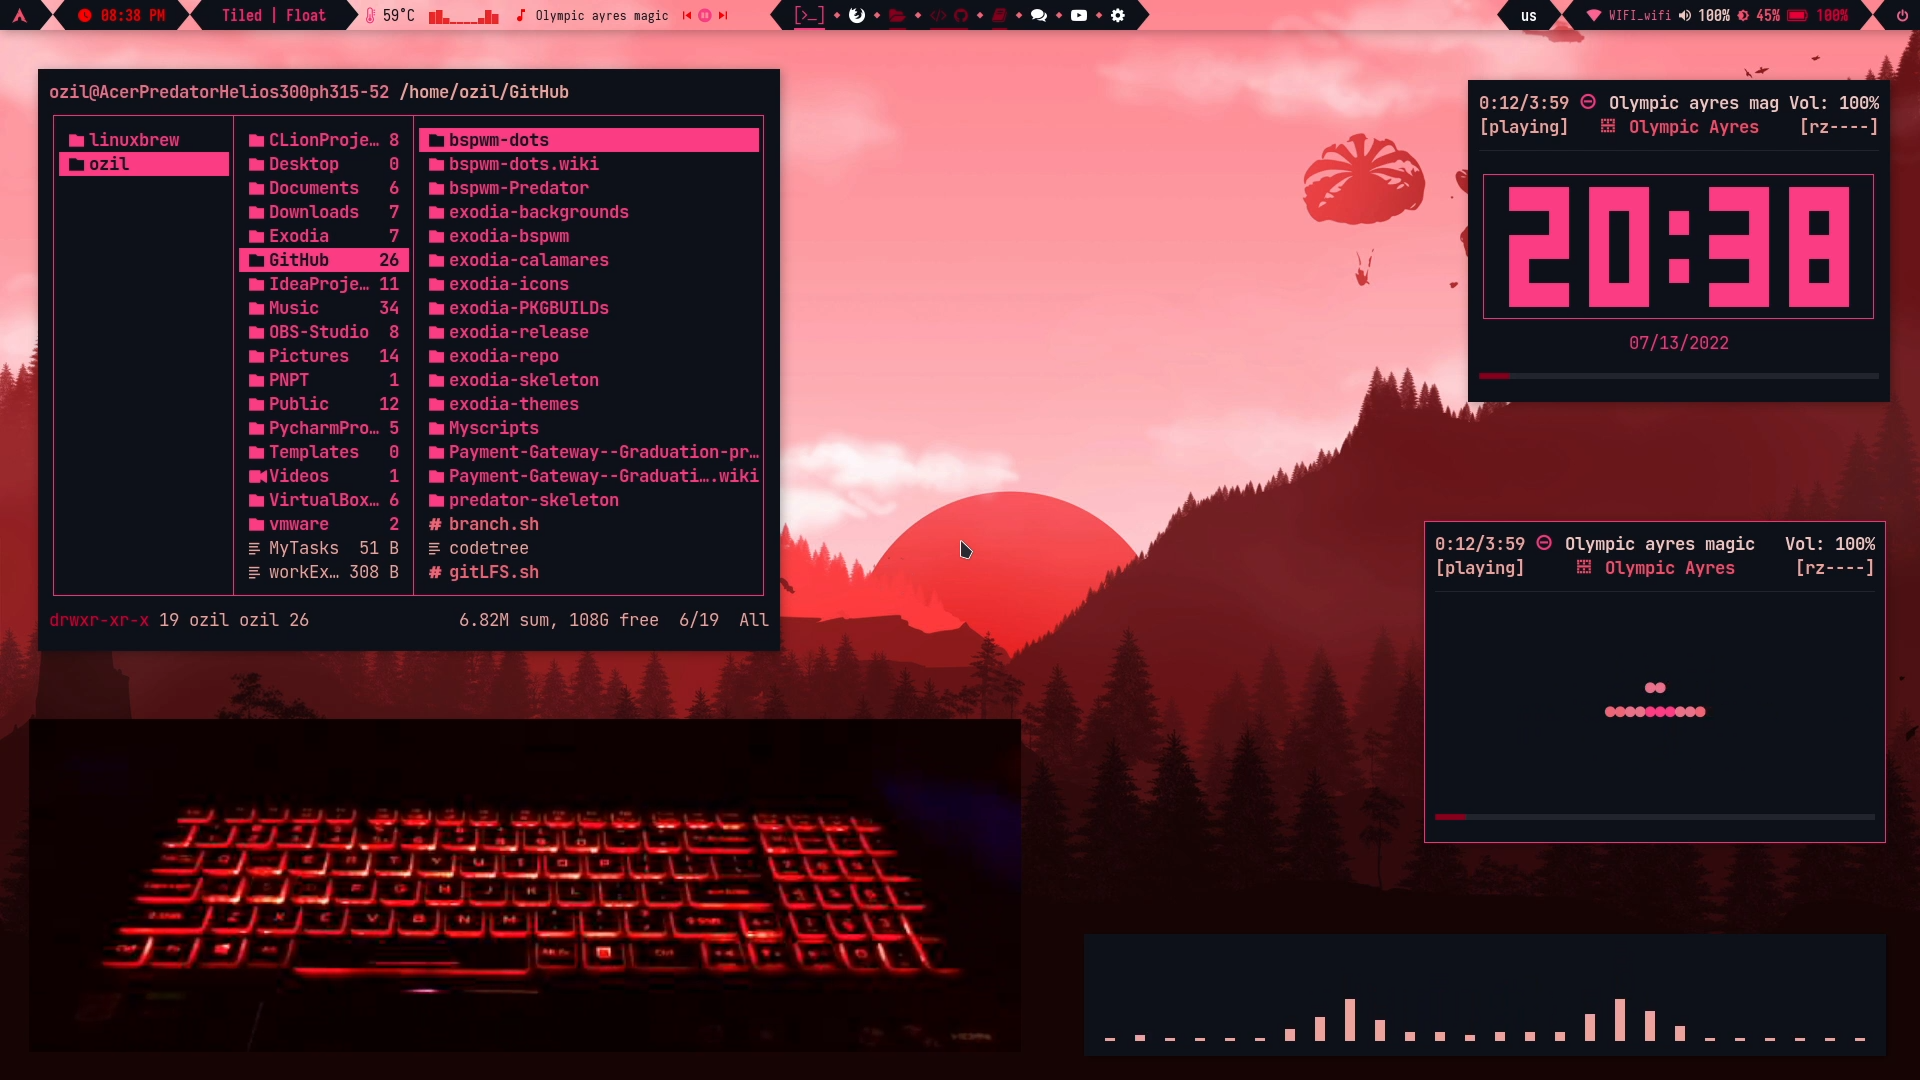 08:38 PM
Tiled | Float
59°C
Olympic ayres magic
us
WIFI_wifi
100%
45%
100%
ozil@AcerPredatorHelios300ph315-52 /home/ozil/GitHub
linuxbrew
ozil
CLionProje… 8
Desktop 0
Documents 6
Downloads 7
Exodia 7
GitHub 26
IdeaProje… 11
Music 34
OBS-Studio 8
Pictures 14
PNPT 1
Public 12
PycharmPro… 5
Templates 0
Videos 1
VirtualBox… 6
vmware 2
MyTasks 51 B
workEx… 308 B
bspwm-dots
bspwm-dots.wiki
bspwm-Predator
exodia-backgrounds
exodia-bspwm
exodia-calamares
exodia-icons
exodia-PKGBUILDs
exodia-release
exodia-repo
exodia-skeleton
exodia-themes
Myscripts
Payment-Gateway--Graduation-pr…
Payment-Gateway--Graduati….wiki
predator-skeleton
branch.sh
codetree
gitLFS.sh
drwxr-xr-x 19 ozil ozil 26
6.82M sum, 108G free 6/19 All
0:12/3:59 Olympic ayres mag Vol: 100%
[playing] Olympic Ayres [rz----]
20:38
07/13/2022
0:12/3:59 Olympic ayres magic Vol: 100%
[playing] Olympic Ayres [rz----]